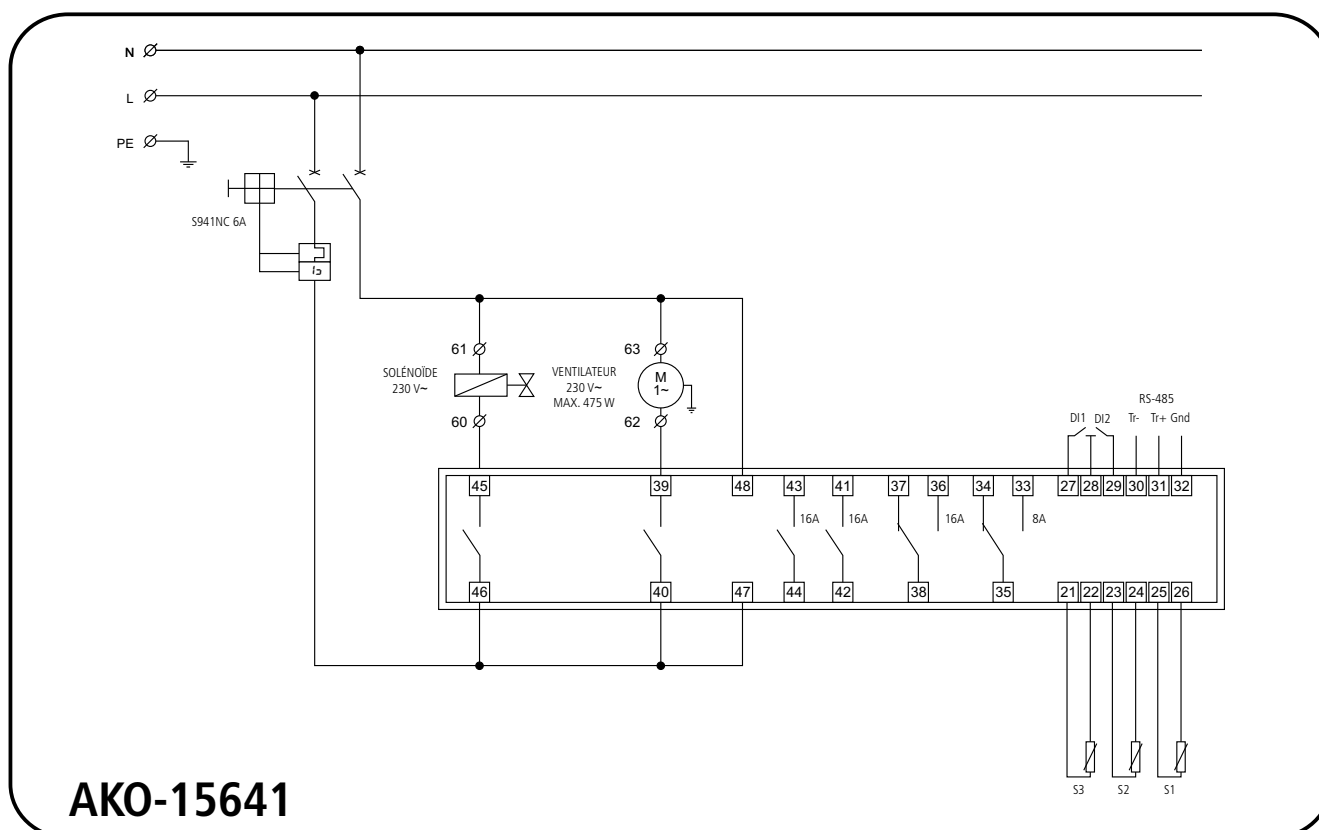 N
L
PE
S941NC 6A
I>
61
63
SOLÉNOÏDE
230 V~
VENTILATEUR
230 V~
MAX. 475 W
M
1~
60
62
RS-485
DI1 DI2 Tr- Tr+ Gnd
45 39 48 43 41 37 36 34 33 27 28 29 30 31 32
16A 16A 16A 8A
46 40 47 44 42 38 35 21 22 23 24 25 26
S3 S2 S1
AKO-15641